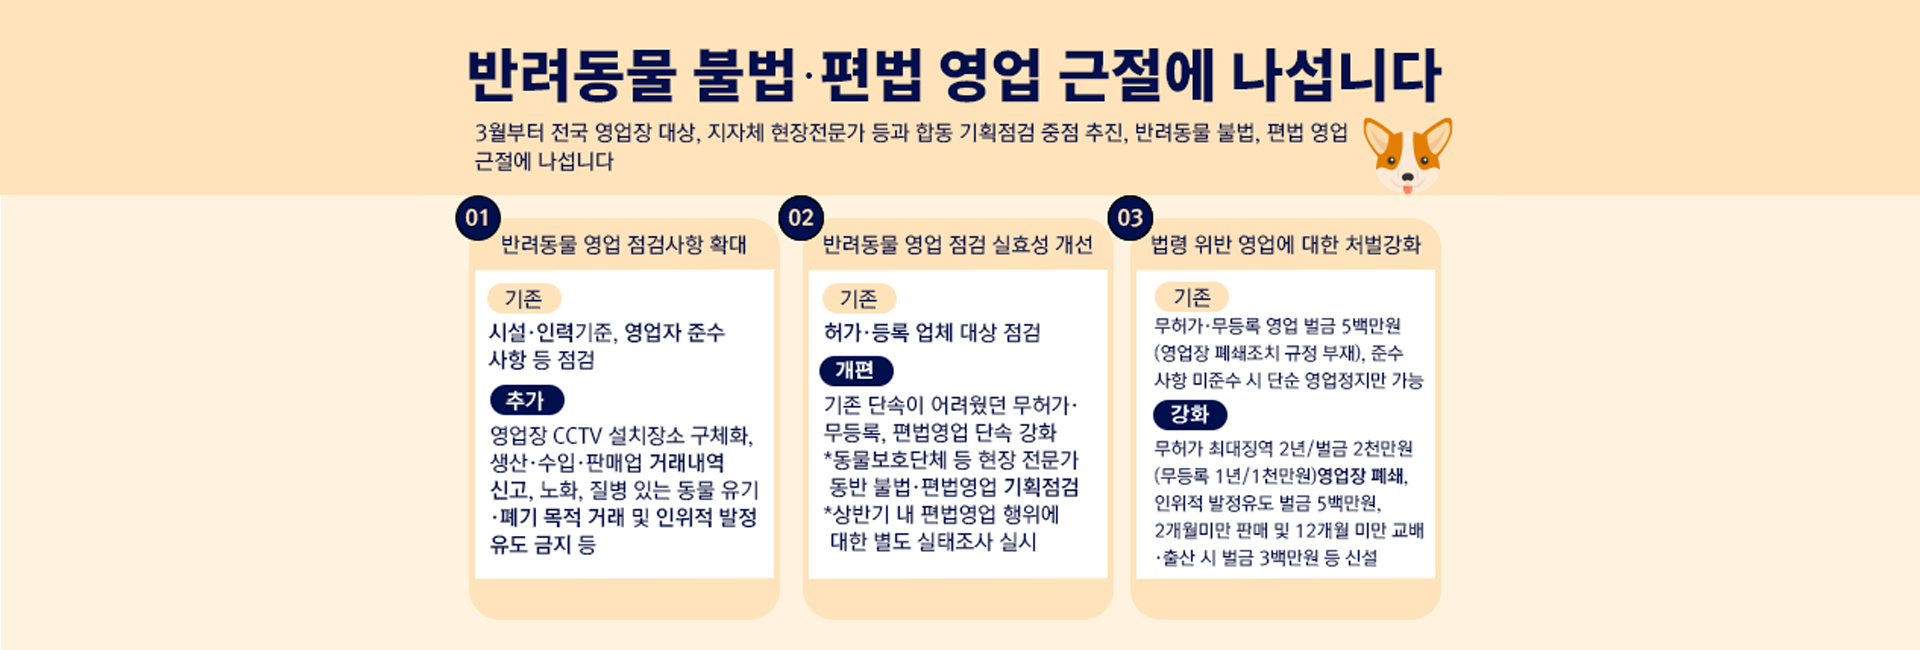 반려동물 불법·편법 영업 근절에 나섭니다
3월부터 전국 영업장 대상, 지자체 현장전문가 등과 합동 기획점검 중점 추진, 반려동물 불법, 편법 영업
근절에 나섭니다
01
반려동물 영업 점검사항 확대
기존
시설·인력기준, 영업자 준수
사항 등 점검
추가
영업장 CCTV 설치장소 구체화,
생산·수입·판매업 거래내역
신고, 노화, 질병 있는 동물 유기
·폐기 목적 거래 및 인위적 발정
유도 금지 등
02
반려동물 영업 점검 실효성 개선
기존
허가·등록 업체 대상 점검
개편
기존 단속이 어려웠던 무허가·
무등록, 편법영업 단속 강화
*동물보호단체 등 현장 전문가
동반 불법·편법영업 기획점검
*상반기 내 편법영업 행위에
대한 별도 실태조사 실시
03
법령 위반 영업에 대한 처벌강화
기존
무허가·무등록 영업 벌금 5백만원
(영업장 폐쇄조치 규정 부재), 준수
사항 미준수 시 단순 영업정지만 가능
강화
무허가 최대징역 2년/벌금 2천만원
(무등록 1년/1천만원)영업장 폐쇄,
인위적 발정유도 벌금 5백만원,
2개월미만 판매 및 12개월 미만 교배
·출산 시 벌금 3백만원 등 신설